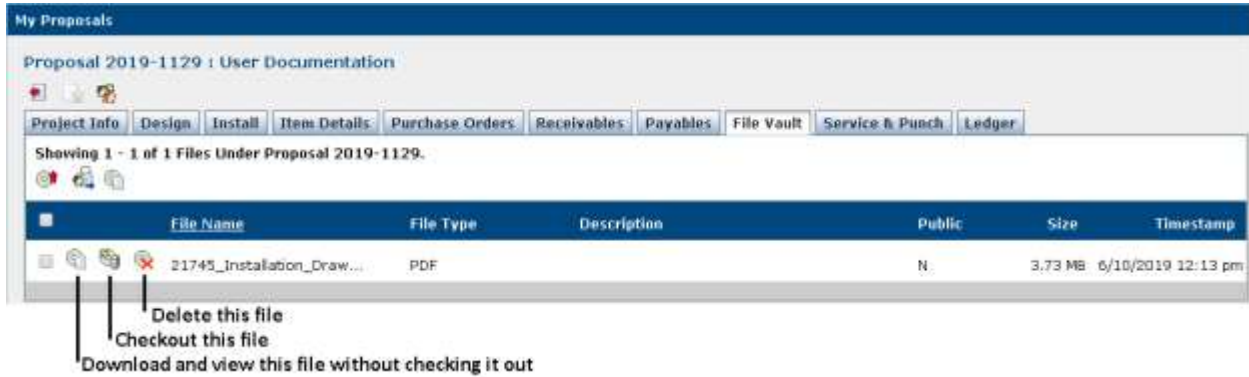 My Proposals
Proposal 2019-1129 : User Documentation
Project Info Design Install Item Details Purchase Orders Receivables Payables File Vault Service & Punch Ledger
Showing 1 - 1 of 1 Files Under Proposal 2019-1129.
File Name File Type Description Public Size Timestamp
21745_Installation_Draw... PDF N 3.73 MB 6/10/2019 12:13 pm
Delete this file
Checkout this file
Download and view this file without checking it out